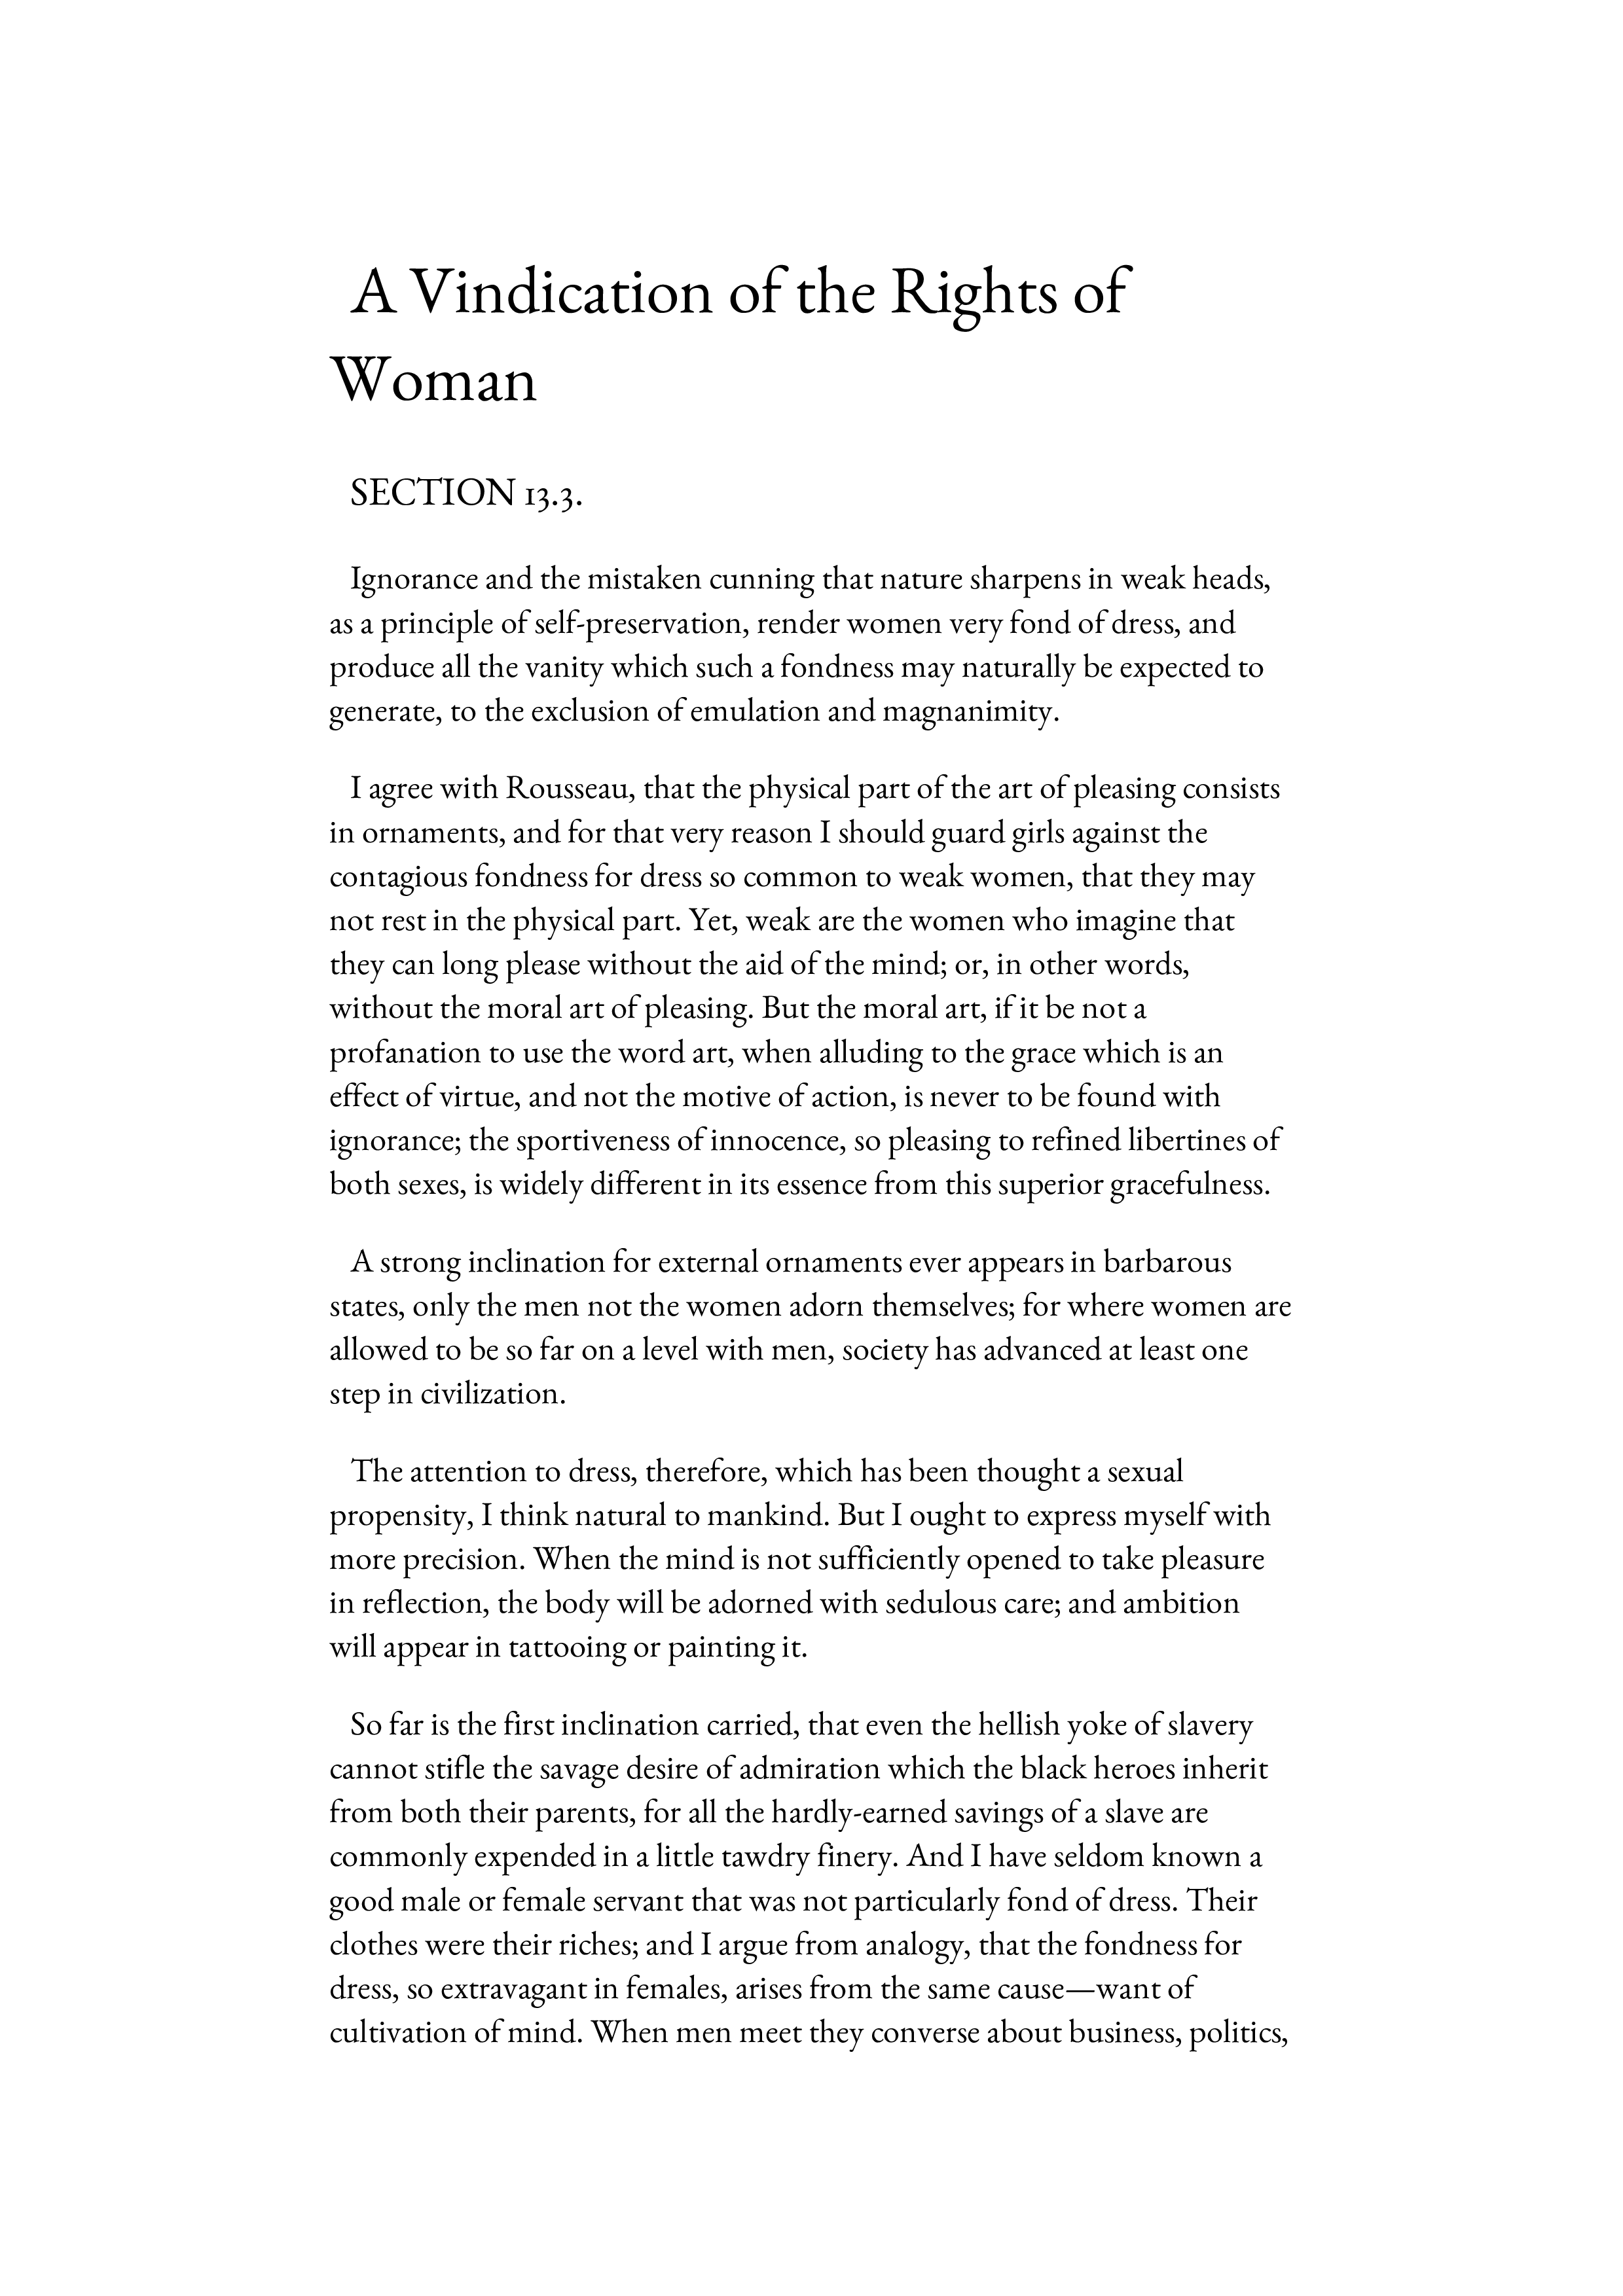 A Vindication of the Rights of
Woman
SECTION 13.3.
Ignorance and the mistaken cunning that nature sharpens in weak heads,
as a principle of self-preservation, render women very fond of dress, and
produce all the vanity which such a fondness may naturally be expected to
generate, to the exclusion of emulation and magnanimity.
I agree with Rousseau, that the physical part of the art of pleasing consists
in ornaments, and for that very reason I should guard girls against the
contagious fondness for dress so common to weak women, that they may
not rest in the physical part. Yet, weak are the women who imagine that
they can long please without the aid of the mind; or, in other words,
without the moral art of pleasing. But the moral art, if it be not a
profanation to use the word art, when alluding to the grace which is an
effect of virtue, and not the motive of action, is never to be found with
ignorance; the sportiveness of innocence, so pleasing to refined libertines of
both sexes, is widely different in its essence from this superior gracefulness.
A strong inclination for external ornaments ever appears in barbarous
states, only the men not the women adorn themselves; for where women are
allowed to be so far on a level with men, society has advanced at least one
step in civilization.
The attention to dress, therefore, which has been thought a sexual
propensity, I think natural to mankind. But I ought to express myself with
more precision. When the mind is not sufficiently opened to take pleasure
in reflection, the body will be adorned with sedulous care; and ambition
will appear in tattooing or painting it.
So far is the first inclination carried, that even the hellish yoke of slavery
cannot stifle the savage desire of admiration which the black heroes inherit
from both their parents, for all the hardly-earned savings of a slave are
commonly expended in a little tawdry finery. And I have seldom known a
good male or female servant that was not particularly fond of dress. Their
clothes were their riches; and I argue from analogy, that the fondness for
dress, so extravagant in females, arises from the same cause—want of
cultivation of mind. When men meet they converse about business, politics,